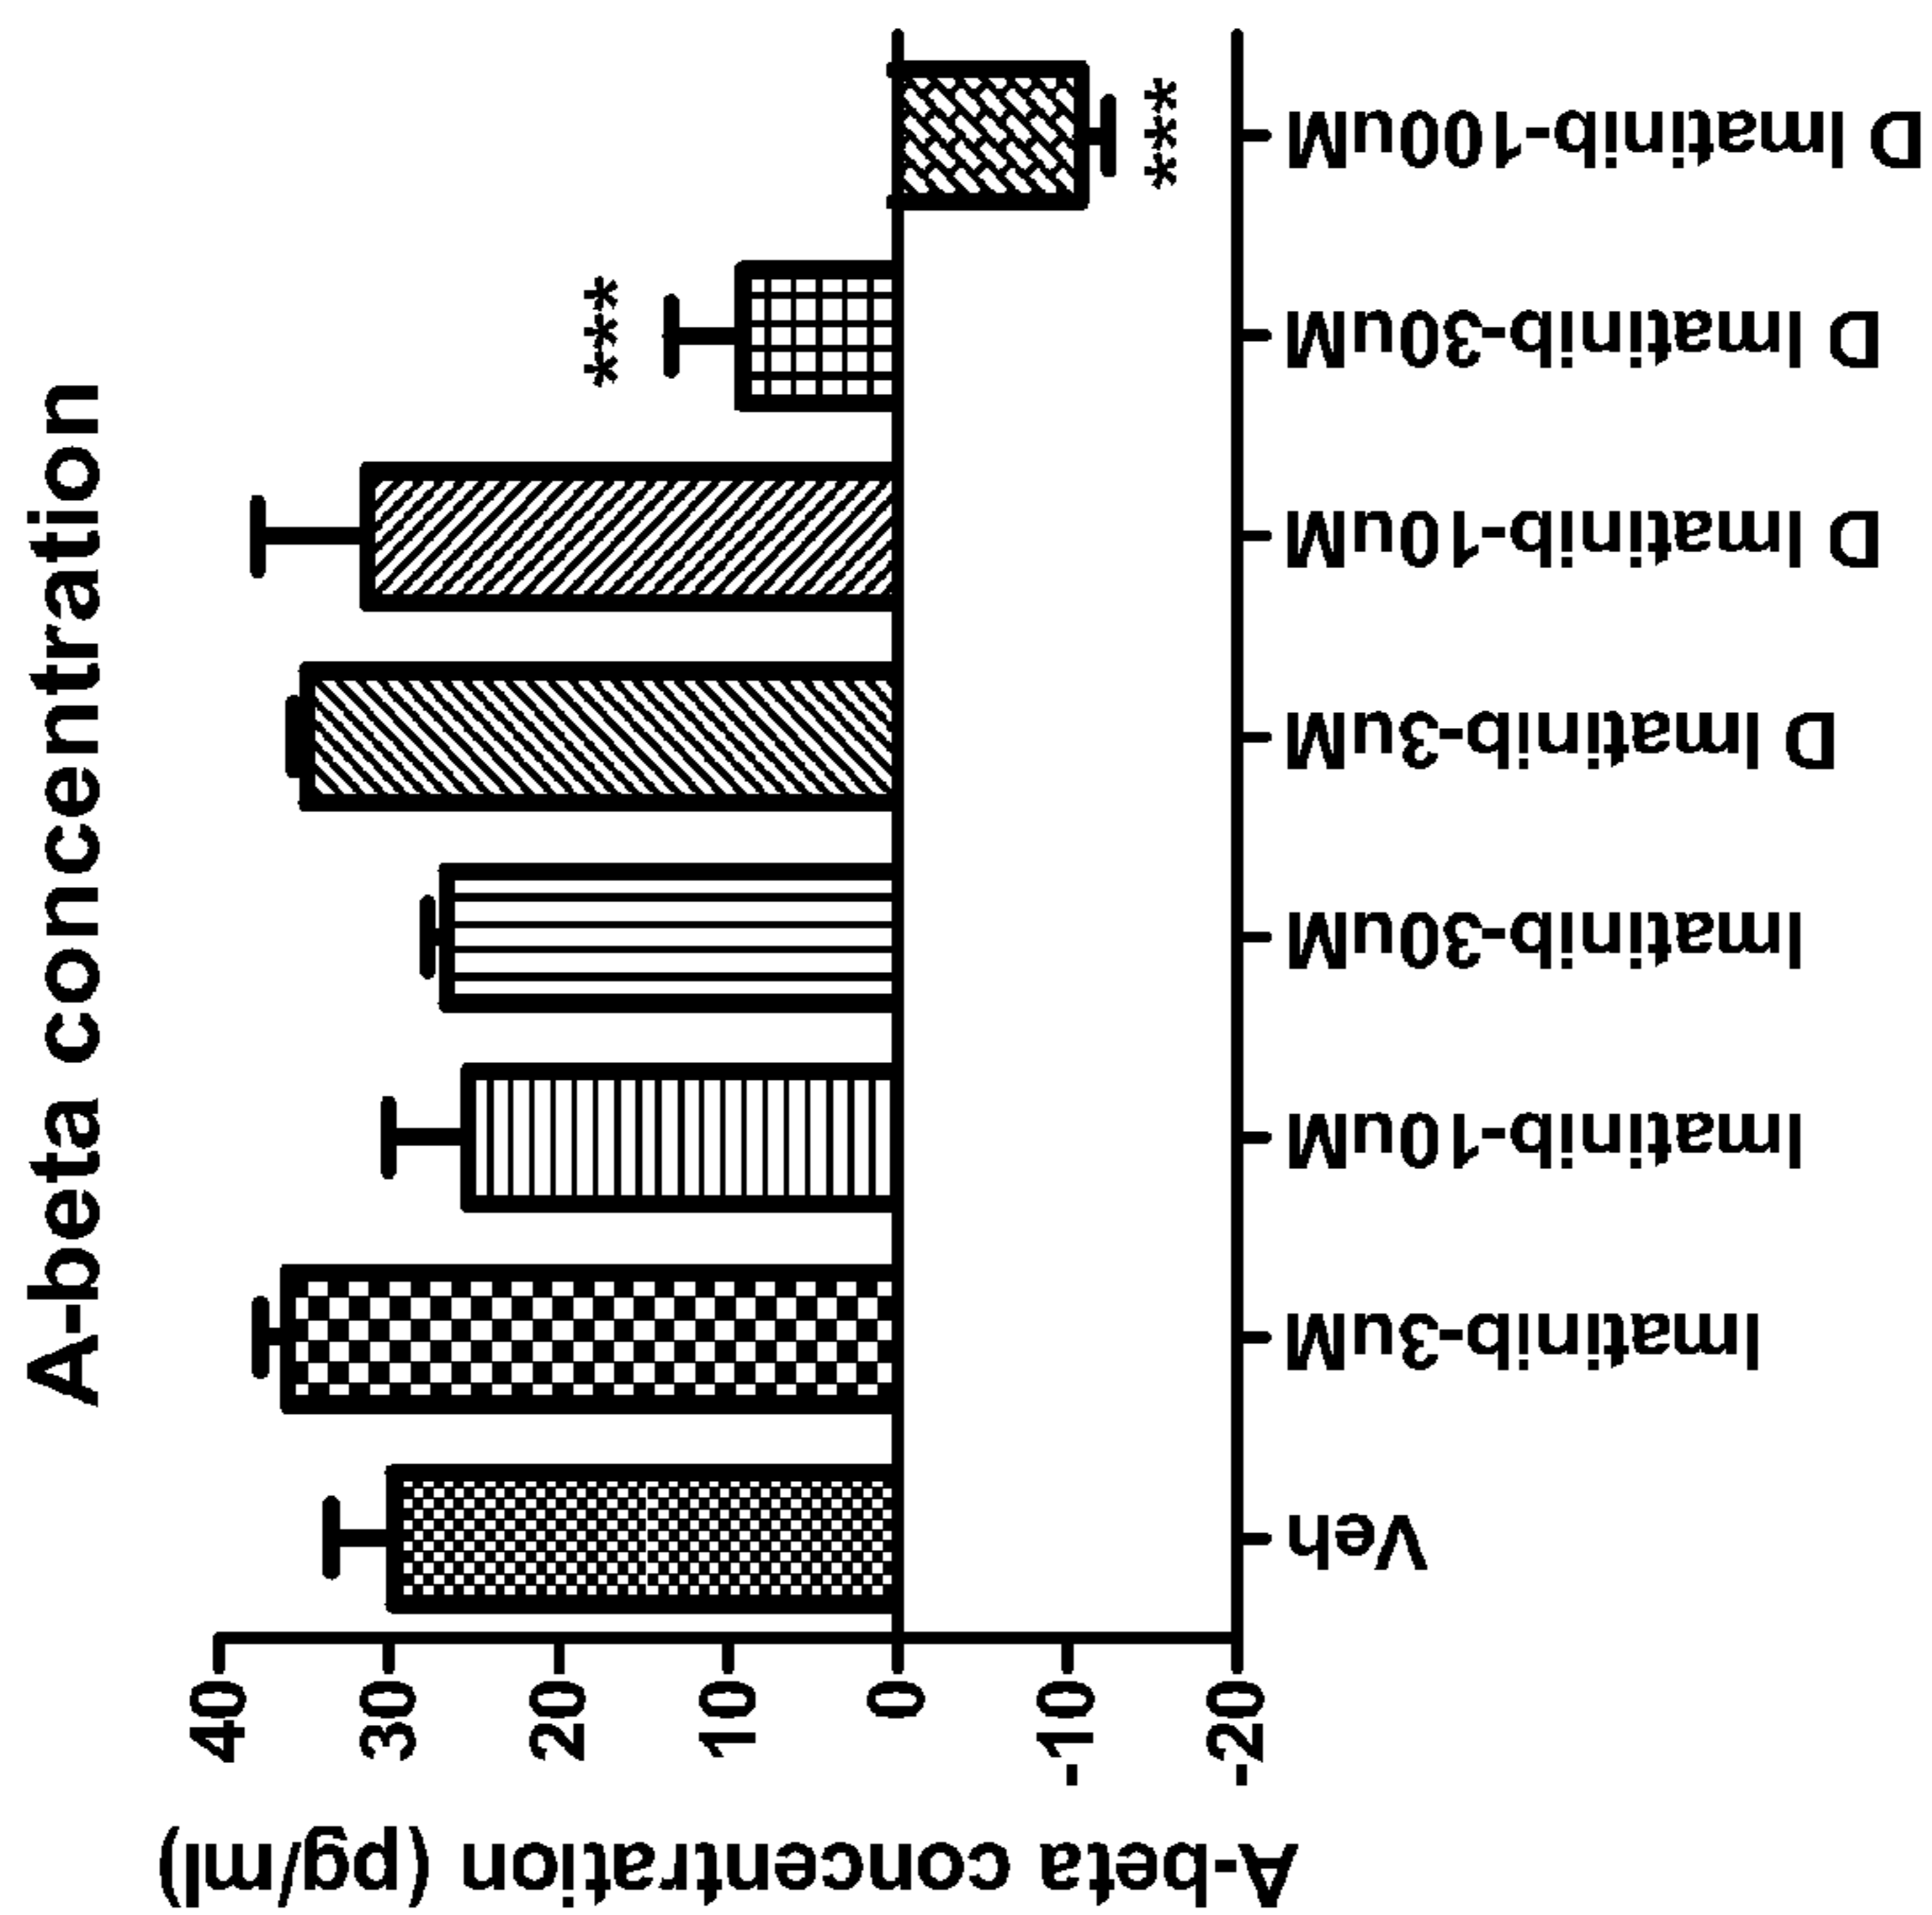 A-beta concentration
A-beta concentration (pg/ml)
40
30
20
10
0
-10
-20
***
***
Veh
Imatinib-3uM
Imatinib-10uM
Imatinib-30uM
D Imatinib-3uM
D Imatinib-10uM
D Imatinib-30uM
D Imatinib-100uM